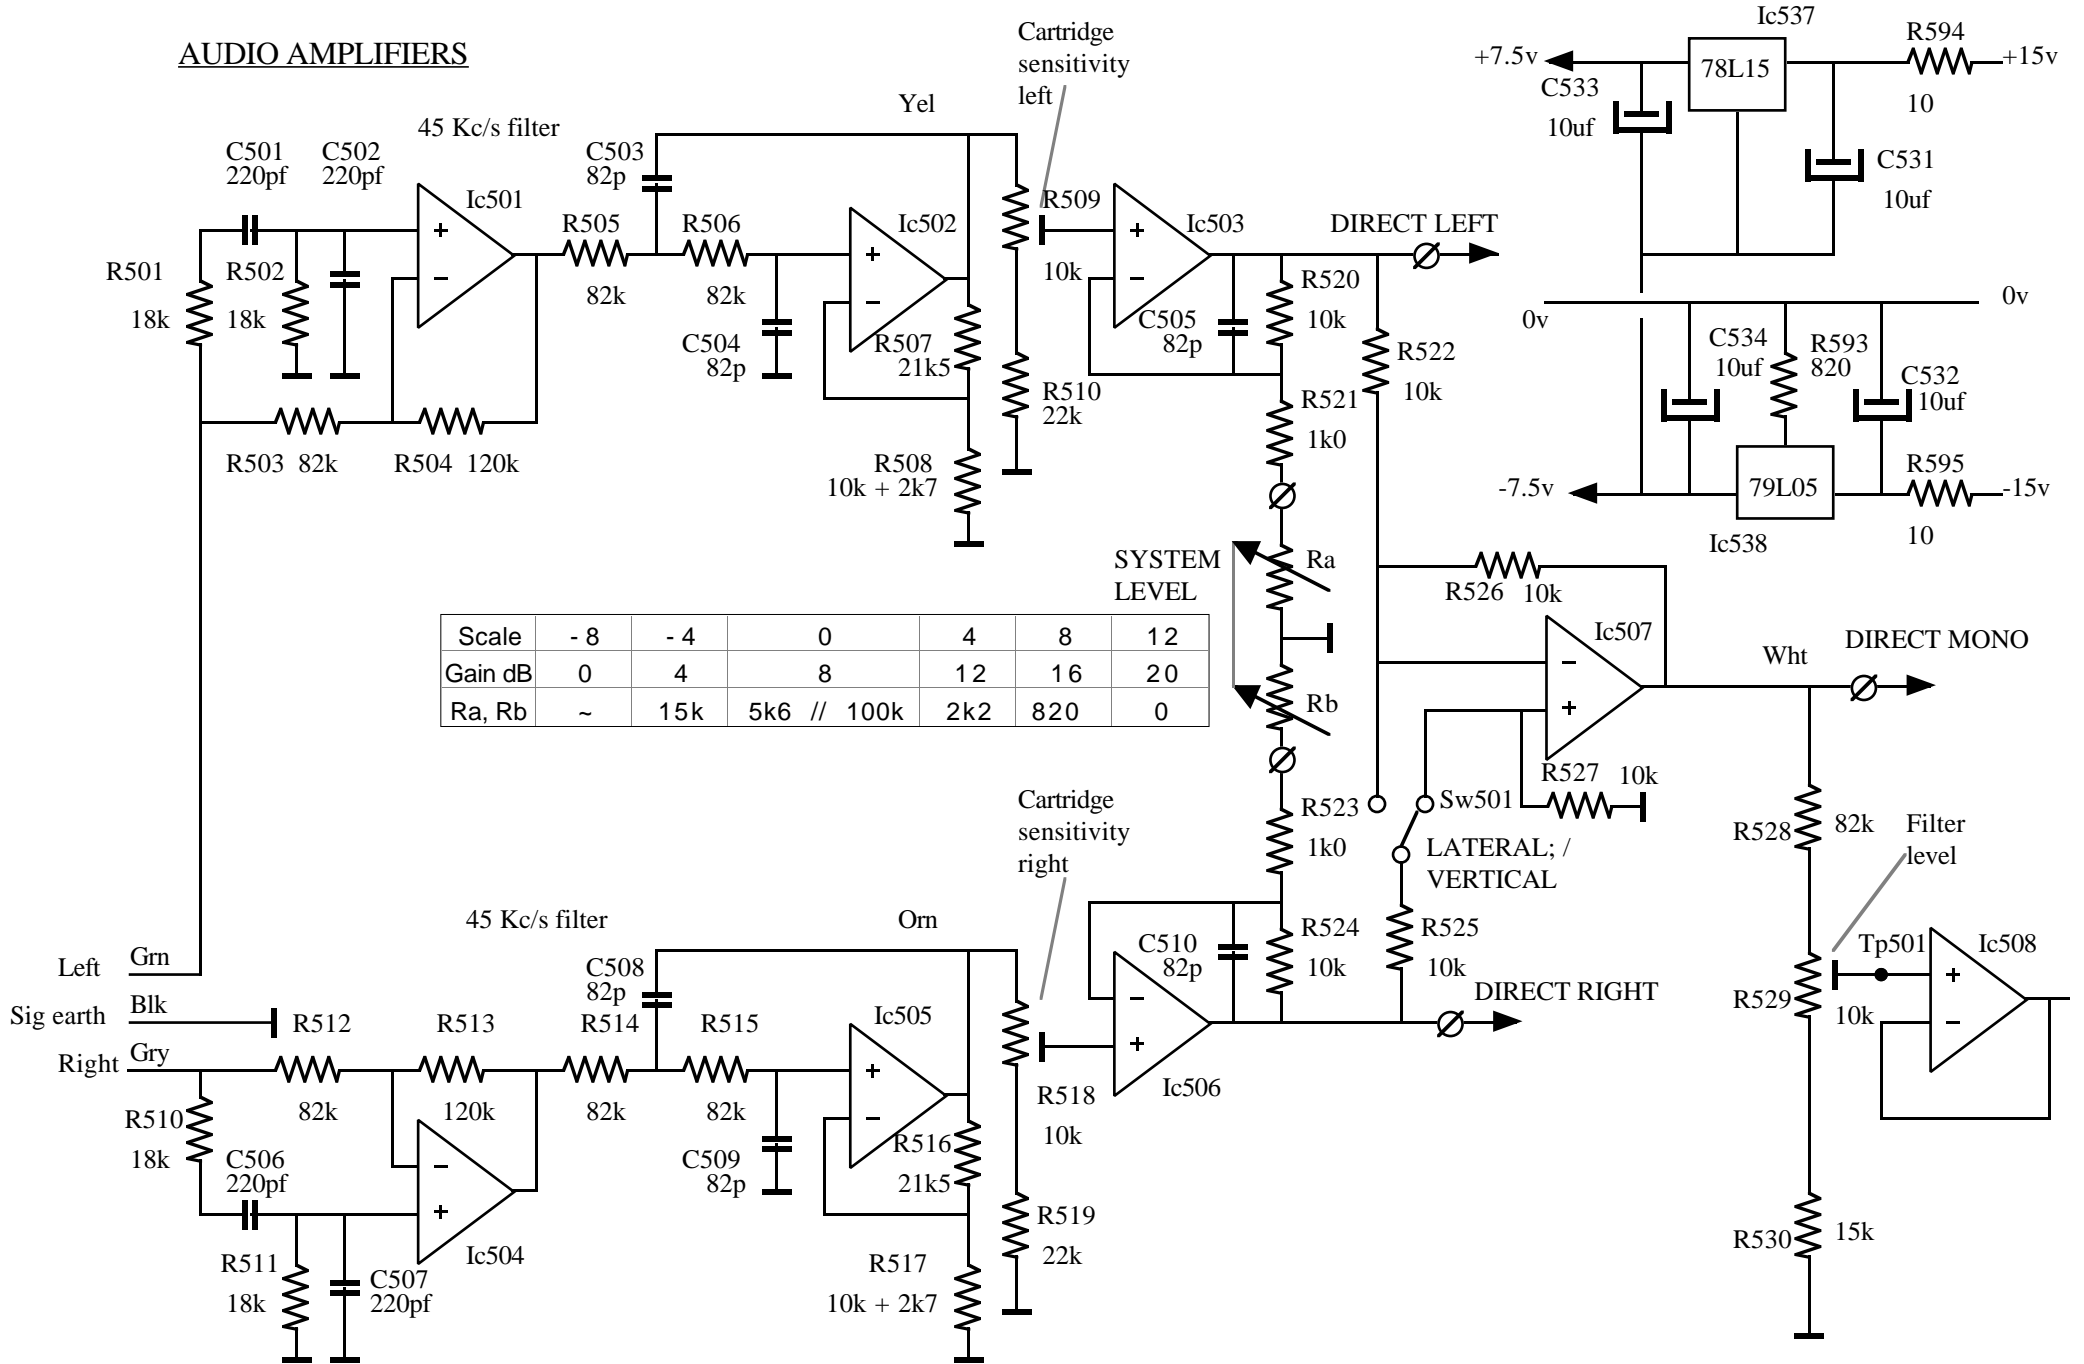 AUDIO AMPLIFIERS
45 Kc/s filter
Yel
Cartridge
sensitivity
left
C501
220pf
C502
220pf
Ic501
C503
82p
R501
18k
R502
18k
R505
82k
R506
82k
Ic502
R509
10k
Ic503
DIRECT LEFT
C504
82p
R507
21k5
R510
22k
C505
82p
R520
10k
R522
10k
R521
1k0
R503 82k
R504 120k
R508
10k + 2k7
Ic537
78L15
+7.5v
R594
10
+15v
C533
10uf
C531
10uf
0v
0v
C534
10uf
R593
820
C532
10uf
-7.5v
79L05
R595
10
-15v
Ic538
SYSTEM
LEVEL
Ra
Rb
Scale -8 -4 0 4 8 12
Gain dB 0 4 8 12 16 20
Ra, Rb ~ 15k 5k6 // 100k 2k2 820 0
R526 10k
Ic507
Wht
DIRECT MONO
R527 10k
R523
1k0
Sw501
LATERAL; /
VERTICAL
R528
82k
Filter
level
Cartridge
sensitivity
right
45 Kc/s filter
Orn
Left Grn
Sig earth Blk
Right Gry
R512
82k
R513
120k
C508
82p
R514
82k
R515
82k
Ic505
C510
82p
R524
10k
R525
10k
DIRECT RIGHT
Tp501
Ic508
R529
10k
R510
18k
C506
220pf
Ic504
C509
82p
R516
21k5
R518
10k
Ic506
R519
22k
R511
18k
C507
220pf
R517
10k + 2k7
R530
15k
+
−
+
−
+
−
−
+
−
+
+
−
−
+
+
−